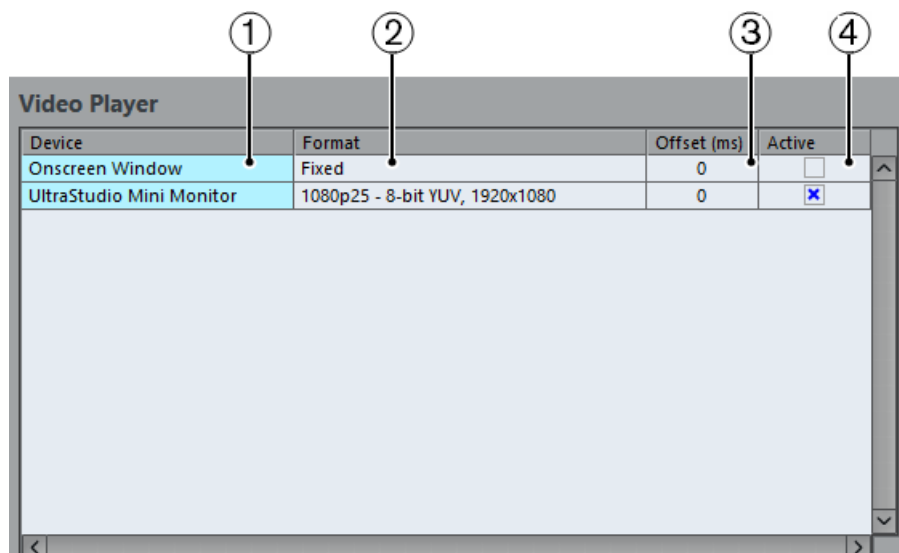 1 2 3 4
Video Player
Device Format Offset (ms) Active
Onscreen Window Fixed 0
UltraStudio Mini Monitor 1080p25 - 8-bit YUV, 1920x1080 0